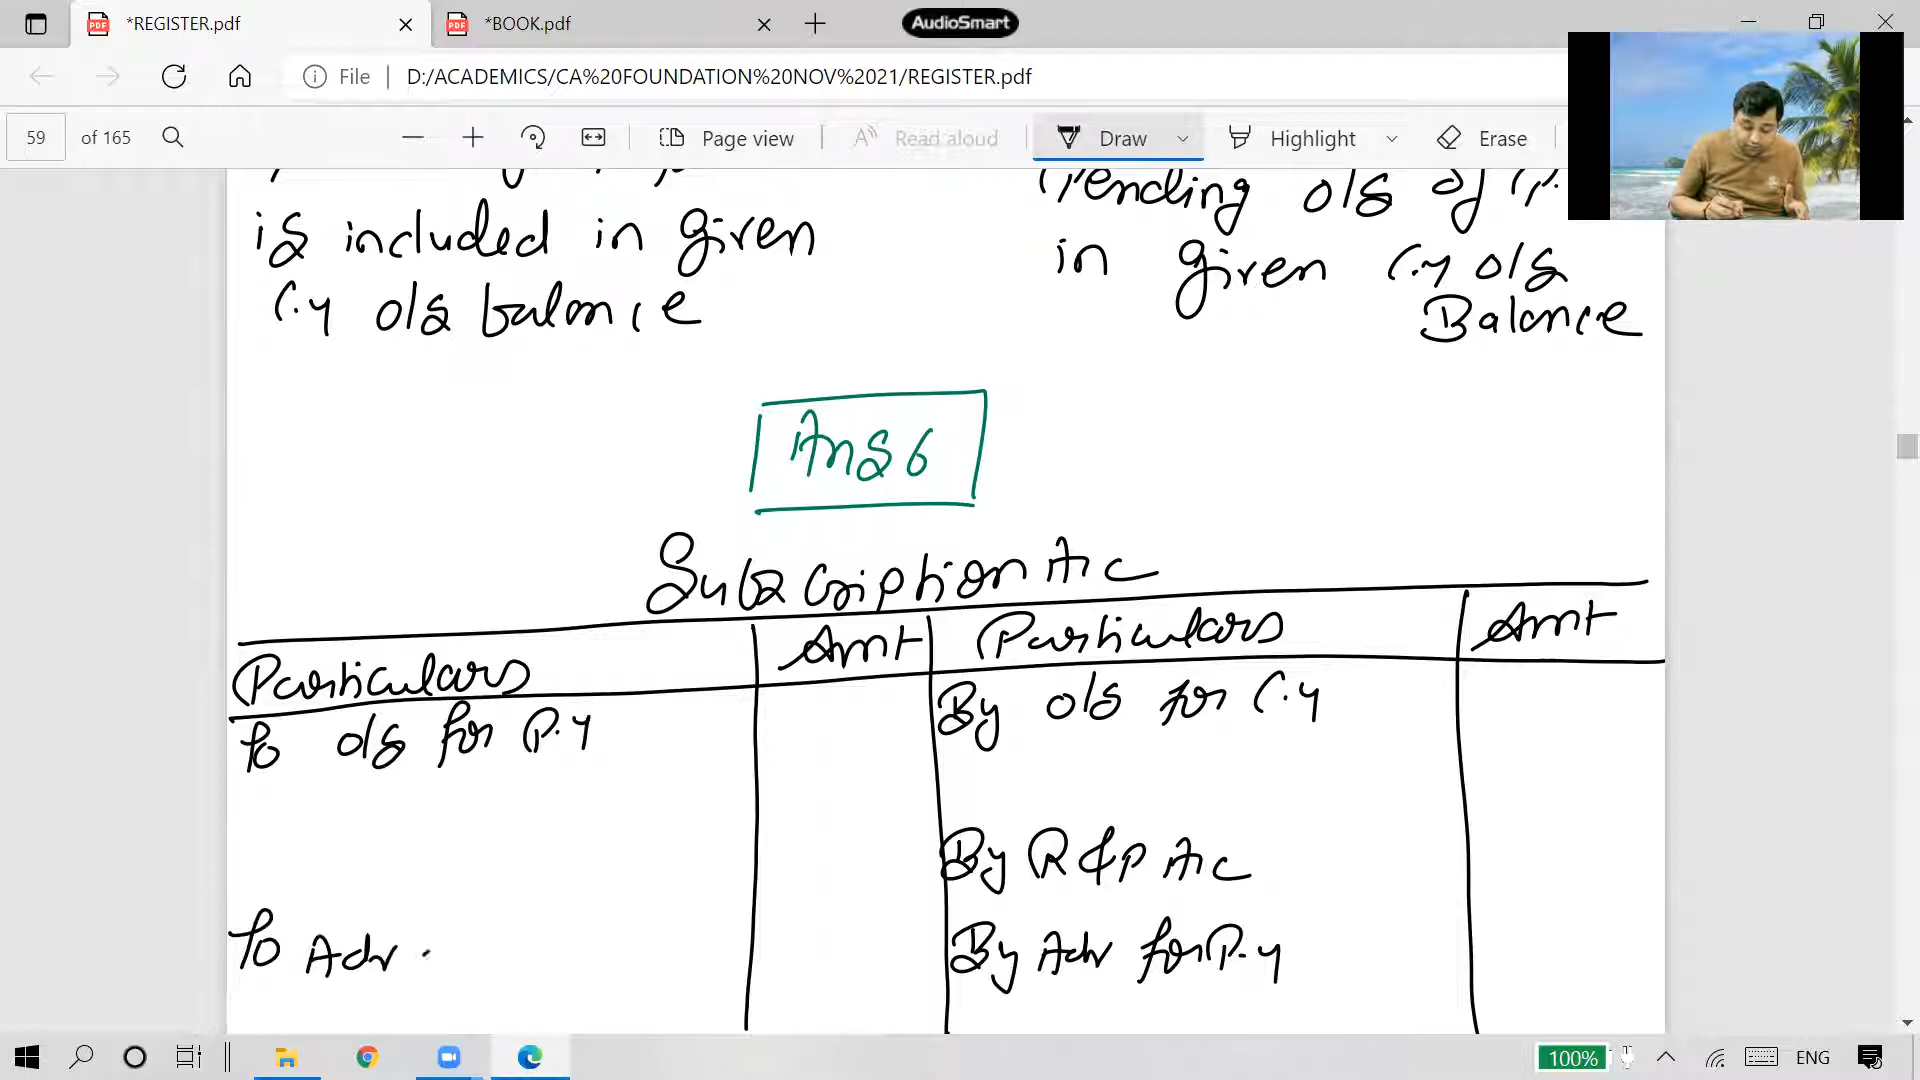 *REGISTER.pdf
*BOOK.pdf
AudioSmart
File
D:/ACADEMICS/CA%20FOUNDATION%20NOV%2021/REGISTER.pdf
59
of 165
Page view
Read aloud
Draw
Highlight
Erase
Pending o/s of P.
is included in given
in given C.Y o/s
C.Y o/s balance
Balance
Ans 6
Subscription A/c
Particulars Amt Particulars Amt
To o/s for P.Y
By o/s for C.Y
By R & P A/c
To Adv
By Adv for P.Y
100%
ENG